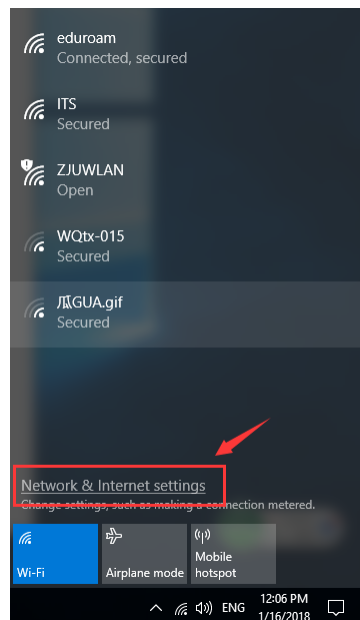 eduroam
Connected, secured
ITS
Secured
ZJUWLAN
Open
WQtx-015
Secured
瓜GUA.gif
Secured
Network & Internet settings
Change settings, such as making a connection metered.
Wi-Fi
Airplane mode
Mobile
hotspot
12:06 PM
ENG
1/16/2018